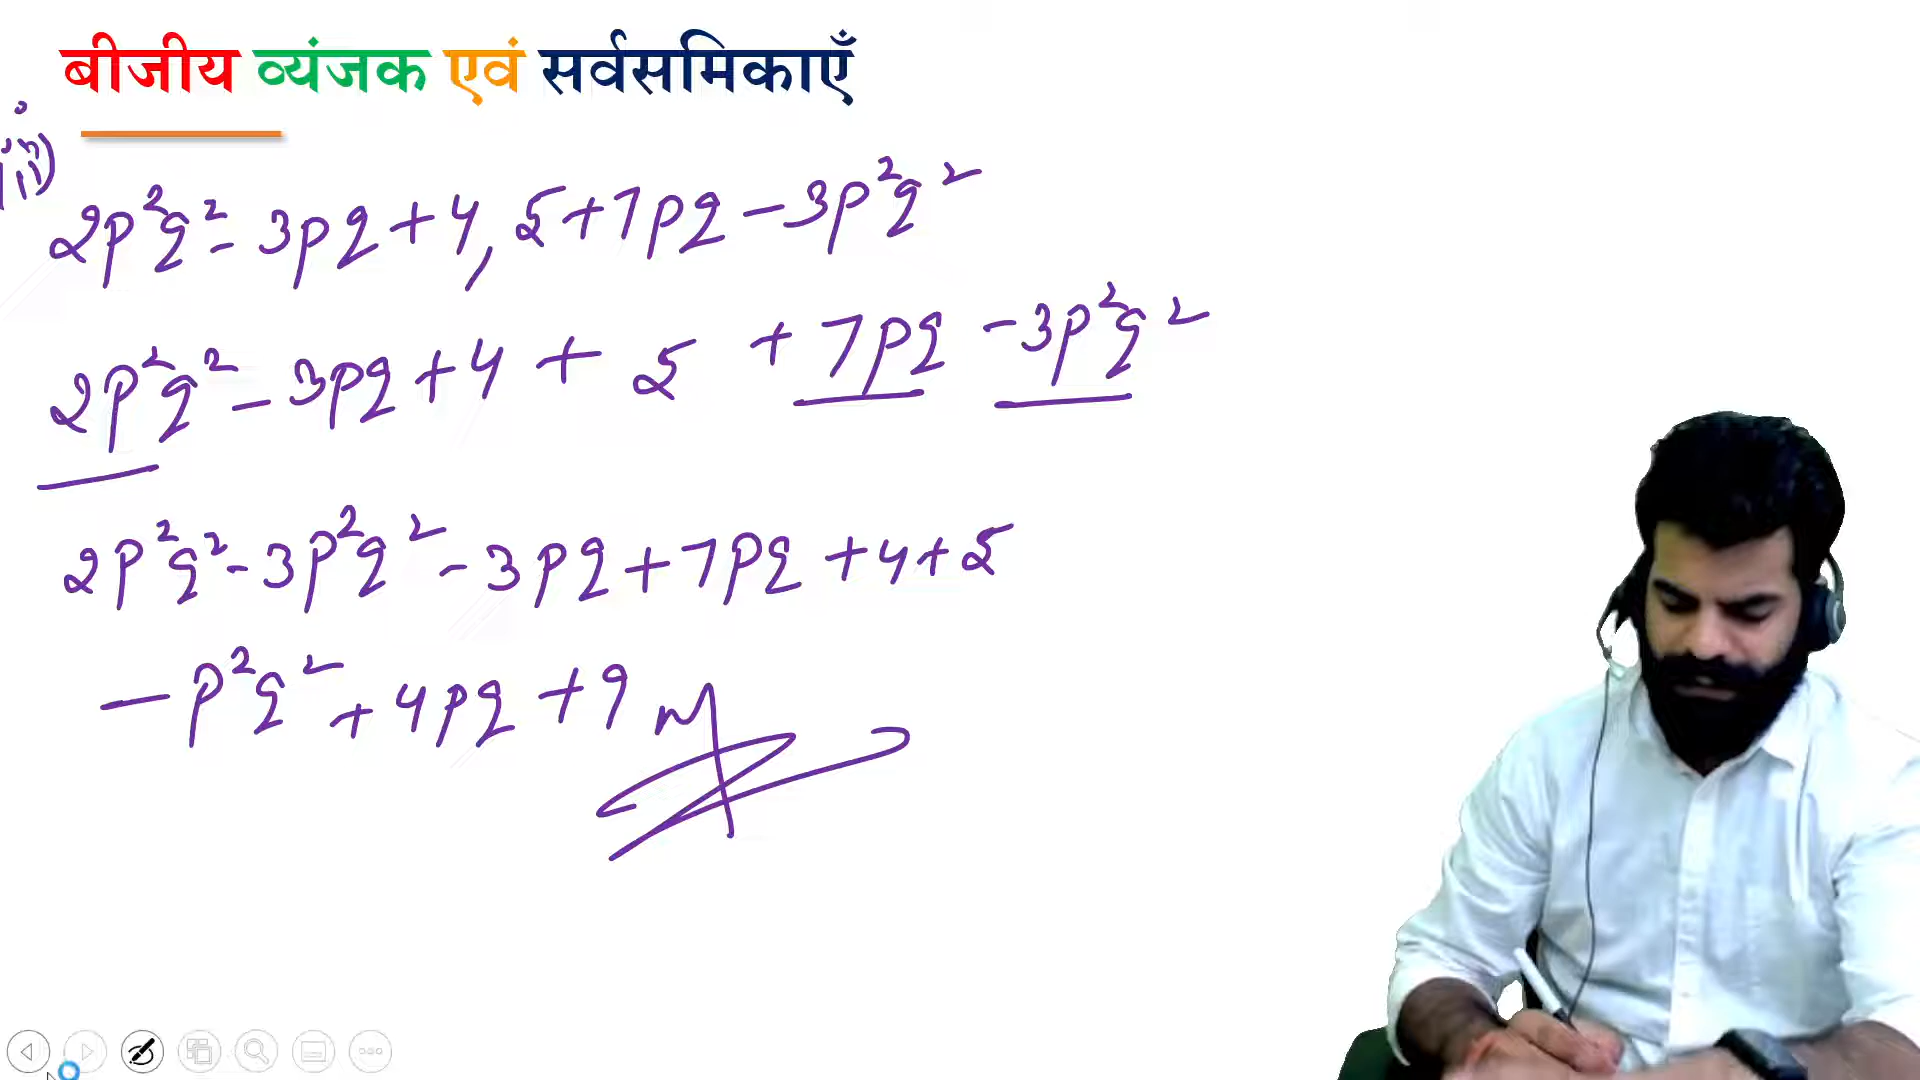 बीजीय व्यंजक एवं सर्वसमिकाएँ
(iii)
2p²q² - 3pq + 4, 5 + 7pq - 3p²q²
2p²q² - 3pq + 4 + 5 + 7pq - 3p²q²
2p²q² - 3p²q² - 3pq + 7pq + 4 + 5
- p²q² + 4pq + 9